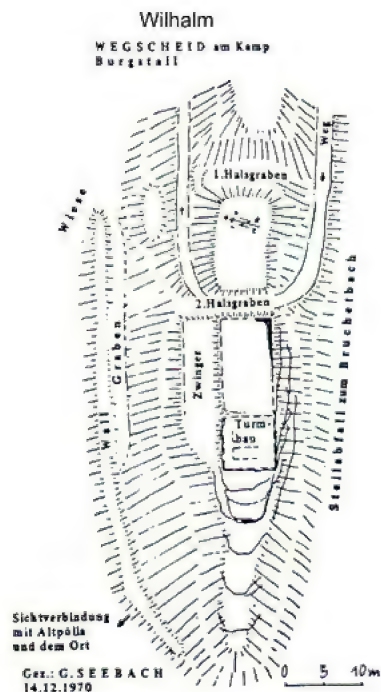 Wilhalm
WEGSCHEID am Kamp
Burgstall
1.Halsgraben
Weg
Wiese
2.Halsgraben
Wall
Graben
Zwinger
Turm-
bau
Steilabfall zum Brucheibach
Sichtverbindung
mit Altpölla
und dem Ort
Gez.: G.SEEBACH
14.12.1970
0 5 10m